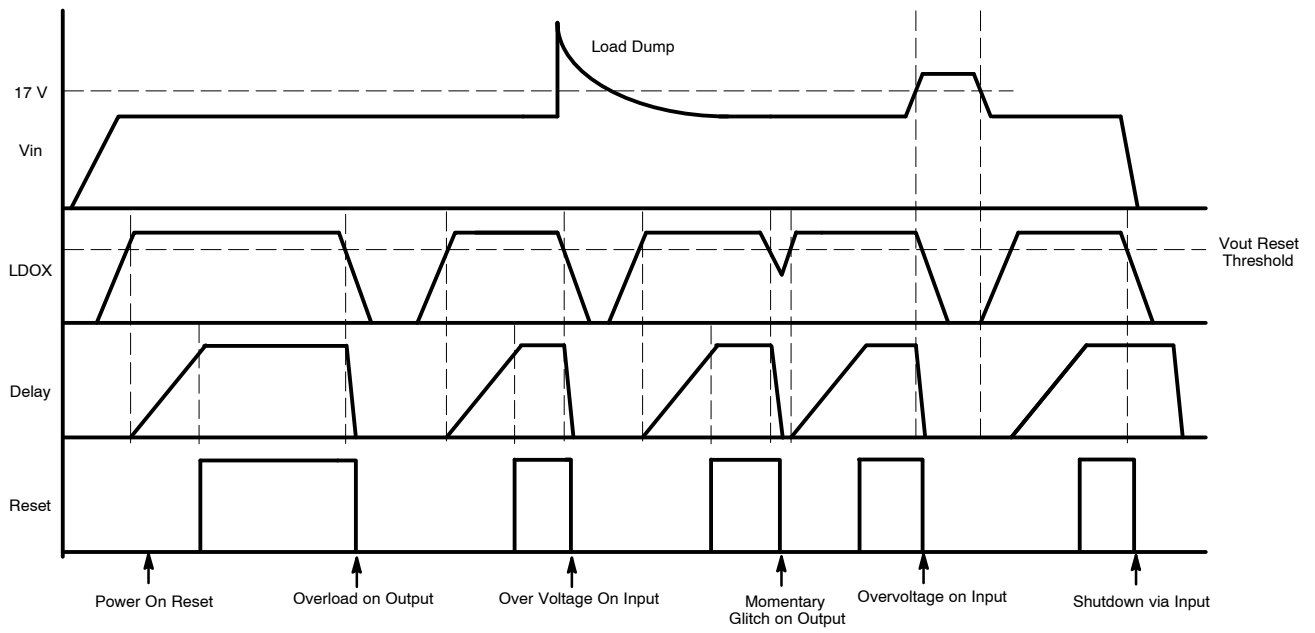 Load Dump
17 V
Vin
LDOX
Vout Reset
Threshold
Delay
Reset
Power On Reset
Overload on Output
Over Voltage On Input
Momentary
Glitch on Output
Overvoltage on Input
Shutdown via Input